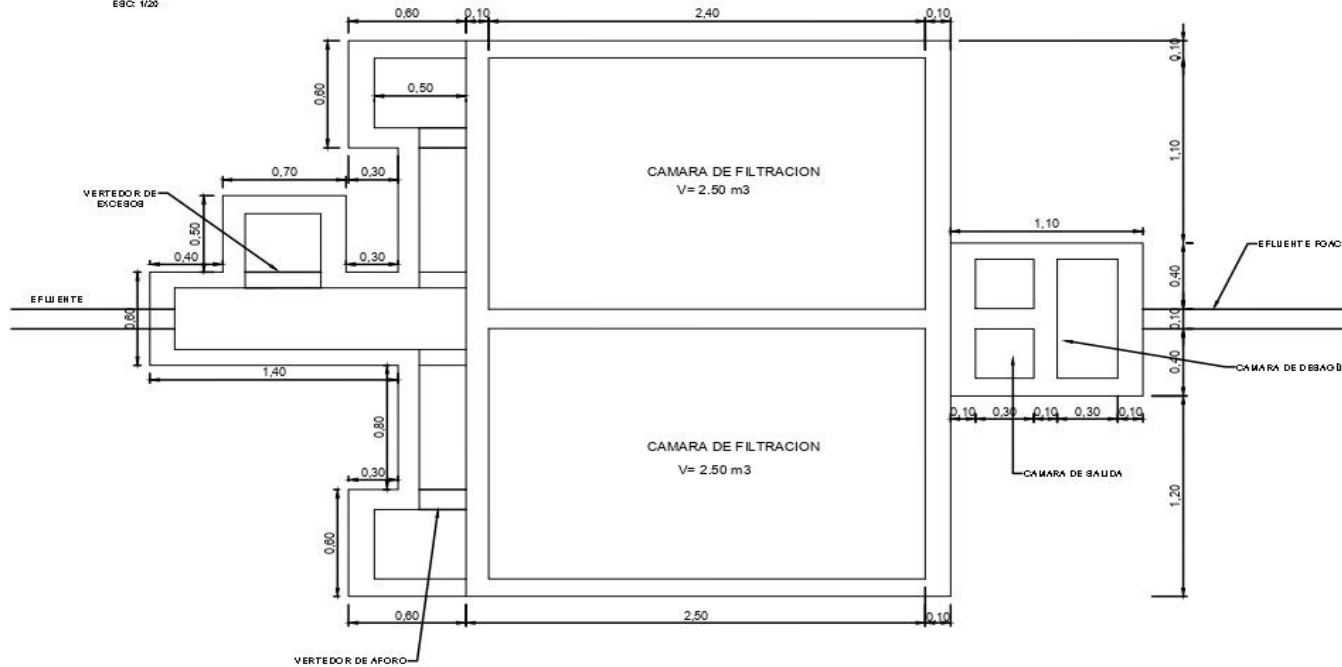 ESC: 1/20
0,60
0,10
2,40
0,10
0,10
0,60
0,50
1,10
CAMARA DE FILTRACION
V= 2.50 m3
0,70
0,30
VERTEDOR DE
EXCESOS
0,50
1,10
0,40
0,30
EFLUENTE FGAC
0,40
EFLUENTE
0,60
0,10
0,40
CAMARA DE DESAGÜ
1,40
0,10
0,30
0,10
0,30
0,10
0,80
CAMARA DE FILTRACION
V= 2.50 m3
0,30
CAMARA DE SALIDA
1,20
0,60
0,60
2,50
0,10
VERTEDOR DE AFORO